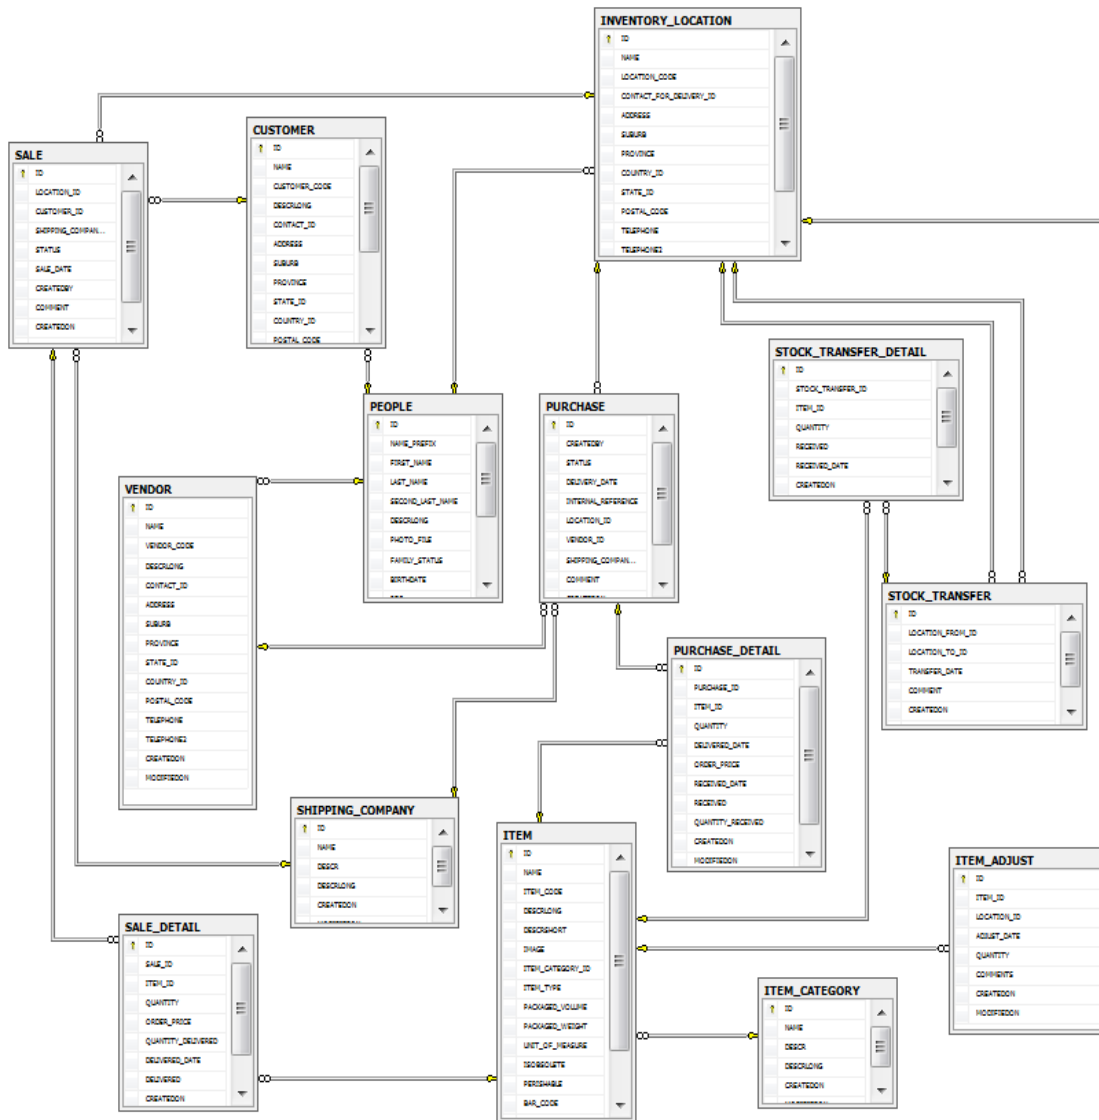 INVENTORY_LOCATION
ID
NAME
LOCATION_CODE
CONTACT_FOR_DELIVERY_ID
ADDRESS
SUBURB
PROVINCE
COUNTRY_ID
STATE_ID
POSTAL_CODE
TELEPHONE
TELEPHONE2
CUSTOMER
ID
NAME
CUSTOMER_CODE
DESCRLONG
CONTACT_ID
ADDRESS
SUBURB
PROVINCE
STATE_ID
COUNTRY_ID
POSTAL_CODE
SALE
ID
LOCATION_ID
CUSTOMER_ID
SHIPPING_COMPAN...
STATUS
SALE_DATE
CREATEDBY
COMMENT
CREATEDON
STOCK_TRANSFER_DETAIL
ID
STOCK_TRANSFER_ID
ITEM_ID
QUANTITY
RECEIVED
RECEIVED_DATE
CREATEDON
PEOPLE
ID
NAME_PREFIX
FIRST_NAME
LAST_NAME
SECOND_LAST_NAME
DESCRLONG
PHOTO_FILE
FAMILY_STATUS
BIRTHDATE
PURCHASE
ID
CREATEDBY
STATUS
DELIVERY_DATE
INTERNAL_REFERENCE
LOCATION_ID
VENDOR_ID
SHIPPING_COMPAN...
COMMENT
VENDOR
ID
NAME
VENDOR_CODE
DESCRLONG
CONTACT_ID
ADDRESS
SUBURB
PROVINCE
STATE_ID
COUNTRY_ID
POSTAL_CODE
TELEPHONE
TELEPHONE2
CREATEDON
MODIFIEDON
STOCK_TRANSFER
ID
LOCATION_FROM_ID
LOCATION_TO_ID
TRANSFER_DATE
COMMENT
CREATEDON
PURCHASE_DETAIL
ID
PURCHASE_ID
ITEM_ID
QUANTITY
DELIVERED_DATE
ORDER_PRICE
RECEIVED_DATE
RECEIVED
QUANTITY_RECEIVED
CREATEDON
MODIFIEDON
SHIPPING_COMPANY
ID
NAME
DESCR
DESCRLONG
CREATEDON
ITEM
ID
NAME
ITEM_CODE
DESCRLONG
DESCRSHORT
IMAGE
ITEM_CATEGORY_ID
ITEM_TYPE
PACKAGED_VOLUME
PACKAGED_WEIGHT
UNIT_OF_MEASURE
ISOBSOLETE
PERISHABLE
BAR_CODE
ITEM_ADJUST
ID
ITEM_ID
LOCATION_ID
ADJUST_DATE
QUANTITY
COMMENTS
CREATEDON
MODIFIEDON
SALE_DETAIL
ID
SALE_ID
ITEM_ID
QUANTITY
ORDER_PRICE
QUANTITY_DELIVERED
DELIVERED_DATE
DELIVERED
CREATEDON
ITEM_CATEGORY
ID
NAME
DESCR
DESCRLONG
CREATEDON